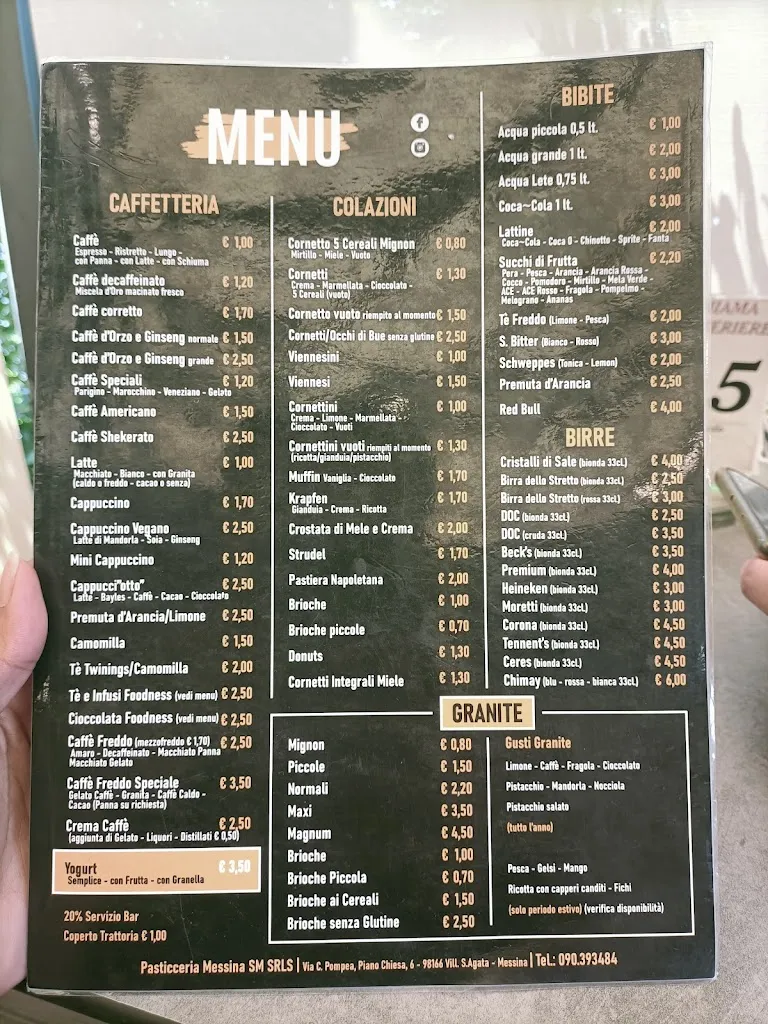 MENU
CAFFETTERIA
Caffè € 1,00
Espresso - Ristretto - Lungo -
con Panna - con Latte - con Schiuma
Caffè decaffeinato € 1,20
Miscela d'Oro macinato fresco
Caffè corretto € 1,70
Caffè d'Orzo e Ginseng normale € 1,50
Caffè d'Orzo e Ginseng grande € 2,50
Caffè Speciali € 1,20
Parigino - Marocchino - Veneziano - Gelato
Caffè Americano € 1,50
Caffè Shekerato € 2,50
Latte € 1,00
Macchiato - Bianco - con Granita
(caldo o freddo - cacao o senza)
Cappuccino € 1,70
Cappuccino Vegano € 2,50
Latte di Mandorla - Soia - Ginseng
Mini Cappuccino € 1,20
Cappucci"otto" € 2,50
Latte - Bayles - Caffè - Cacao - Cioccolato
Premuta d'Arancia/Limone € 2,50
Camomilla € 1,50
Tè Twinings/Camomilla € 2,00
Tè e Infusi Foodness (vedi menu) € 2,50
Cioccolata Foodness (vedi menu) € 2,50
Caffè Freddo (mezzofreddo € 1,70) € 2,50
Amaro - Decaffeinato - Macchiato Panna
Macchiato Gelato
Caffè Freddo Speciale € 3,50
Gelato Caffè - Granita - Caffè Caldo -
Cacao (Panna su richiesta)
Crema Caffè € 2,50
(aggiunta di Gelato - Liquori - Distillati € 0,50)
Yogurt € 3,50
Semplice - con Frutta - con Granella
20% Servizio Bar
Coperto Trattoria € 1,00
COLAZIONI
Cornetto 5 Cereali Mignon € 0,80
Mirtillo - Miele - Vuoto
Cornetti € 1,30
Crema - Marmellata - Cioccolato -
5 Cereali (vuoto)
Cornetto vuoto riempito al momento € 1,50
Cornetti/Occhi di Bue senza glutine € 2,50
Viennesini € 1,00
Viennesi € 1,50
Cornettini € 1,00
Crema - Limone - Marmellata -
Cioccolato - Vuoti
Cornettini vuoti riempiti al momento € 1,30
(ricotta/gianduia/pistacchio)
Muffin Vaniglia - Cioccolato € 1,70
Krapfen € 1,70
Gianduia - Crema - Ricotta
Crostata di Mele e Crema € 2,00
Strudel € 1,70
Pastiera Napoletana € 2,00
Brioche € 1,00
Brioche piccole € 0,70
Donuts € 1,30
Cornetti Integrali Miele € 1,30
BIBITE
Acqua piccola 0,5 lt. € 1,00
Acqua grande 1 lt. € 2,00
Acqua Lete 0,75 lt. € 3,00
Coca~Cola 1 lt. € 3,00
Lattine € 2,00
Coca~Cola - Coca 0 - Chinotto - Sprite - Fanta
Succhi di Frutta € 2,20
Pera - Pesca - Arancia - Arancia Rossa -
Cocco - Pomodoro - Mirtillo - Mela Verde
ACE - ACE Rosso - Fragola - Pompelmo -
Melograno - Ananas
Tè Freddo (Limone - Pesca) € 2,00
S. Bitter (Bianco - Rosso) € 3,00
Schweppes (Tonica - Lemon) € 2,00
Premuta d'Arancia € 2,50
Red Bull € 4,00
BIRRE
Cristalli di Sale (bionda 33cl.) € 4,00
Birra dello Stretto (bionda 33cl.) € 2,50
Birra dello Stretto (rossa 33cl.) € 3,00
DOC (bionda 33cl.) € 2,50
DOC (cruda 33cl.) € 3,50
Beck's (bionda 33cl.) € 3,50
Premium (bionda 33cl.) € 4,00
Heineken (bionda 33cl.) € 3,00
Moretti (bionda 33cl.) € 3,00
Corona (bionda 33cl.) € 4,50
Tennent's (bionda 33cl.) € 4,50
Ceres (bionda 33cl.) € 4,50
Chimay (blu - rossa - bianca 33cl.) € 6,00
GRANITE
Mignon € 0,80
Piccole € 1,50
Normali € 2,20
Maxi € 3,50
Magnum € 4,50
Brioche € 1,00
Brioche Piccola € 0,70
Brioche ai Cereali € 1,50
Brioche senza Glutine € 2,50
Gusti Granite
Limone - Caffè - Fragola - Cioccolato
Pistacchio - Mandorla - Nocciola
Pistacchio salato
(tutto l'anno)
Pesca - Gelsi - Mango
Ricotta con capperi canditi - Fichi
(solo periodo estivo) (verifica disponibilità)
Pasticceria Messina SM SRLS | Via C. Pompea, Piano Chiesa, 6 - 98166 Vill. S.Agata - Messina | Tel.: 090.393484
5